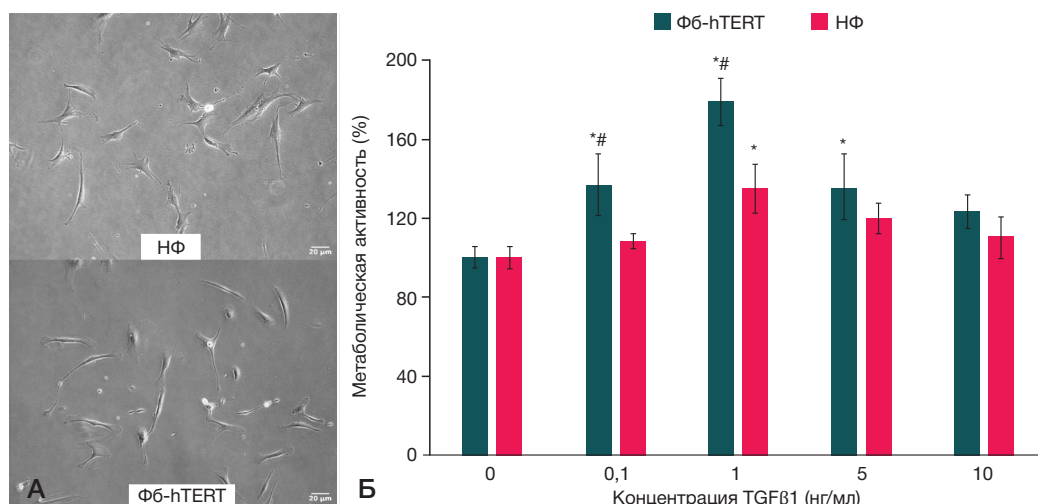 НФ
20 µm
Фб-hTERT
20 µm
А
Фб-hTERT НФ
Метаболическая активность (%)
200
160
120
80
40
0
*#
*#
*
*
0 0,1 1 5 10
Концентрация TGFβ1 (нг/мл)
Б